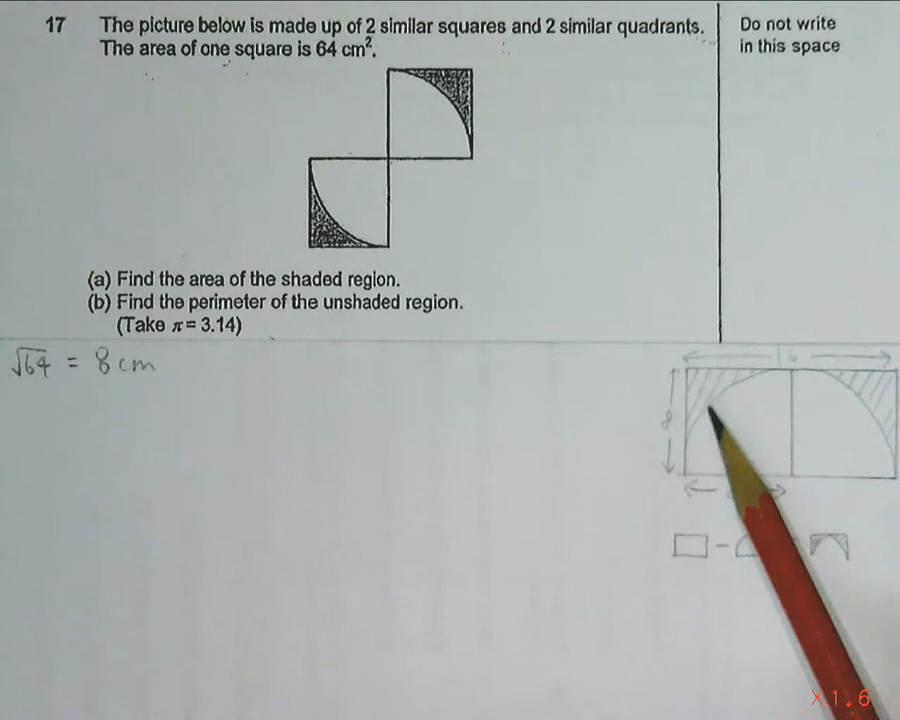 17 The picture below is made up of 2 similar squares and 2 similar quadrants.
The area of one square is 64 cm².
Do not write
in this space
(a) Find the area of the shaded region.
(b) Find the perimeter of the unshaded region.
(Take π = 3.14)
√64 = 8 cm
16
8
X1.6